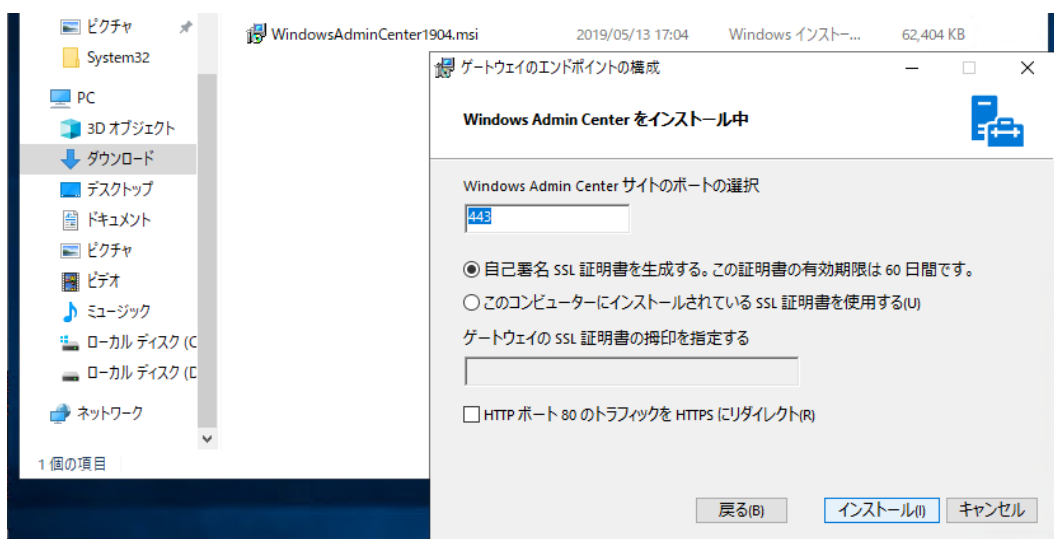 ピクチャ
WindowsAdminCenter1904.msi 2019/05/13 17:04 Windows インストー... 62,404 KB
System32
PC
3D オブジェクト
ダウンロード
デスクトップ
ドキュメント
ピクチャ
ビデオ
ミュージック
ローカル ディスク (C
ローカル ディスク (D
ネットワーク
1 個の項目
ゲートウェイのエンドポイントの構成
Windows Admin Center をインストール中
Windows Admin Center サイトのポートの選択
443
自己署名 SSL 証明書を生成する。この証明書の有効期限は 60 日間です。
このコンピューターにインストールされている SSL 証明書を使用する(U)
ゲートウェイの SSL 証明書の拇印を指定する
HTTP ポート 80 のトラフィックを HTTPS にリダイレクト(R)
戻る(B) インストール(I) キャンセル